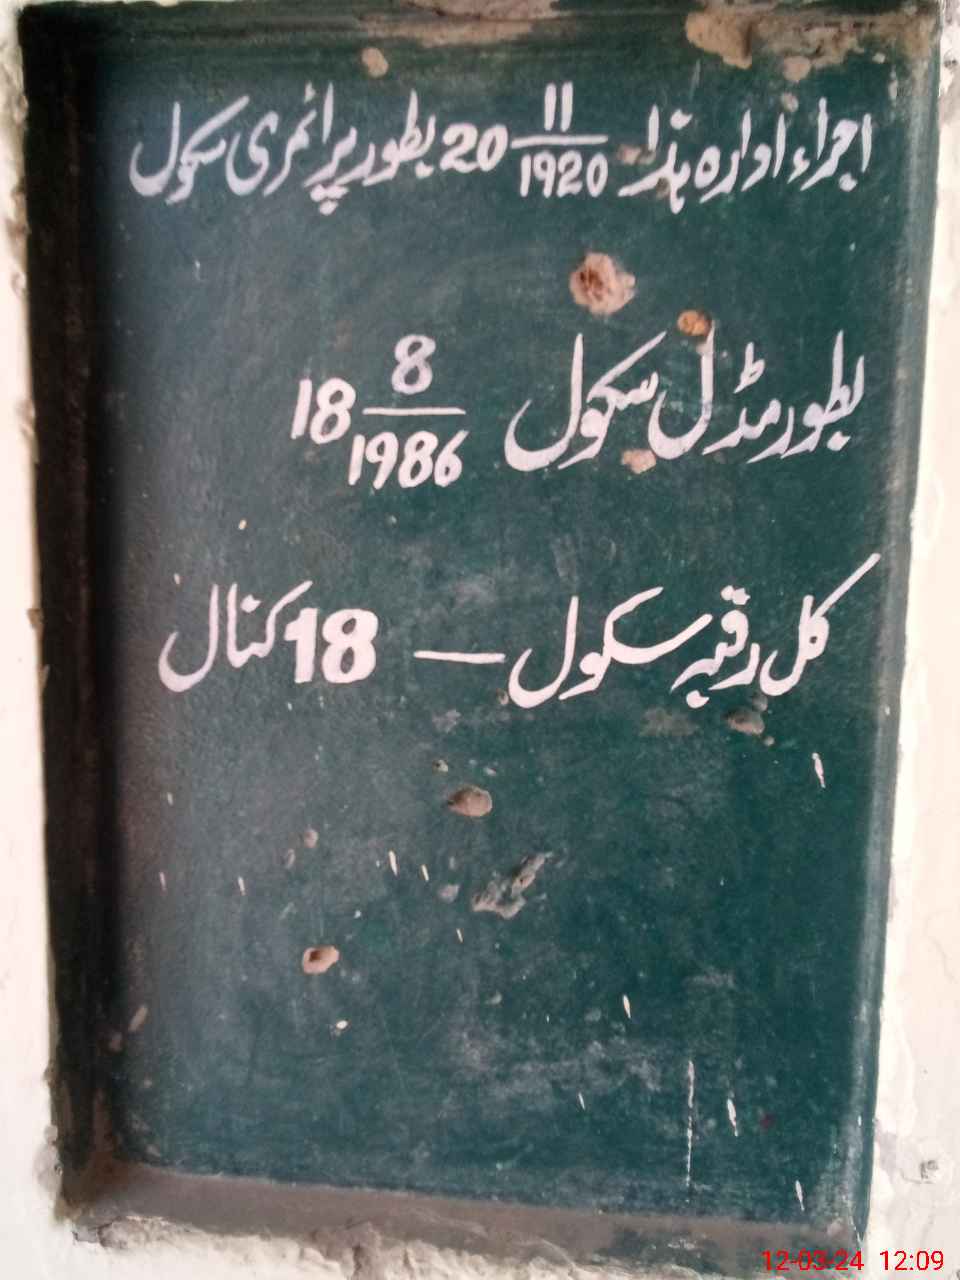 اجراء ادارہ ہذا 20 11/1920 بطور پرائمری سکول
بطور مڈل سکول 18 8/1986
کل رقبہ سکول — 18 کنال
12-03-24 12:09